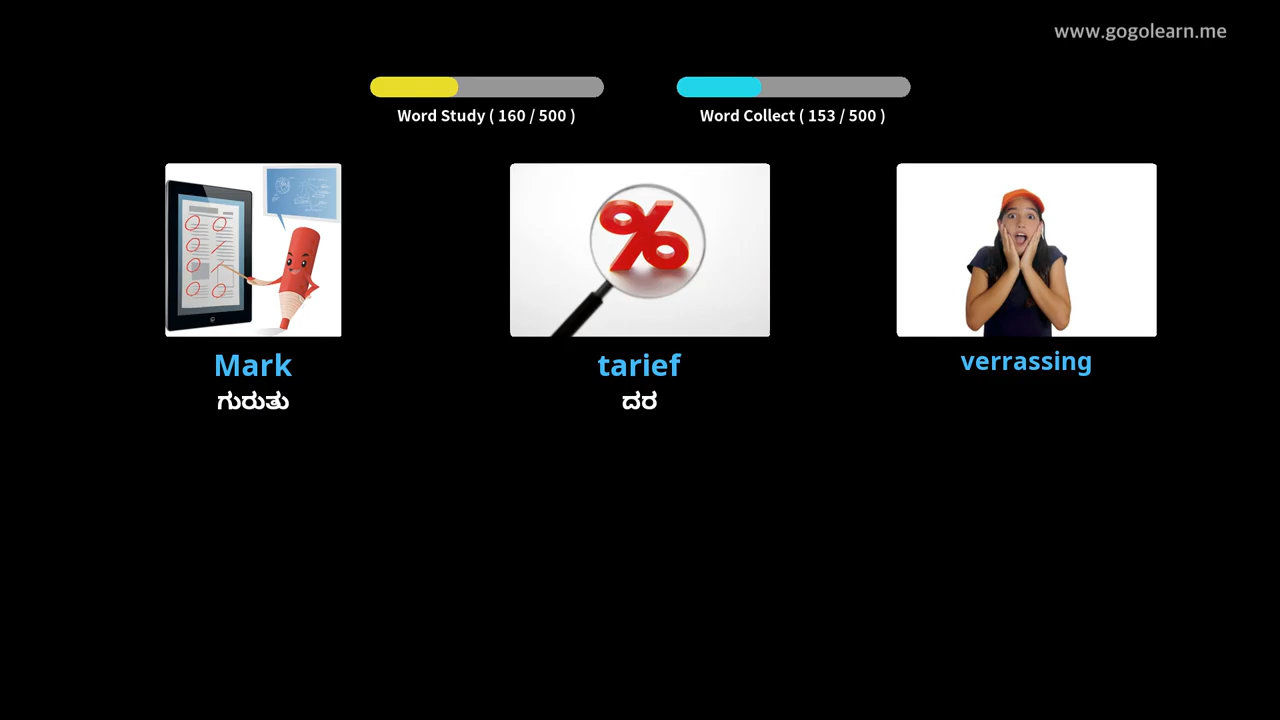 www.gogolearn.me
Word Study ( 160 / 500 )
Word Collect ( 153 / 500 )
Mark
ಗುರುತು
tarief
ದರ
verrassing